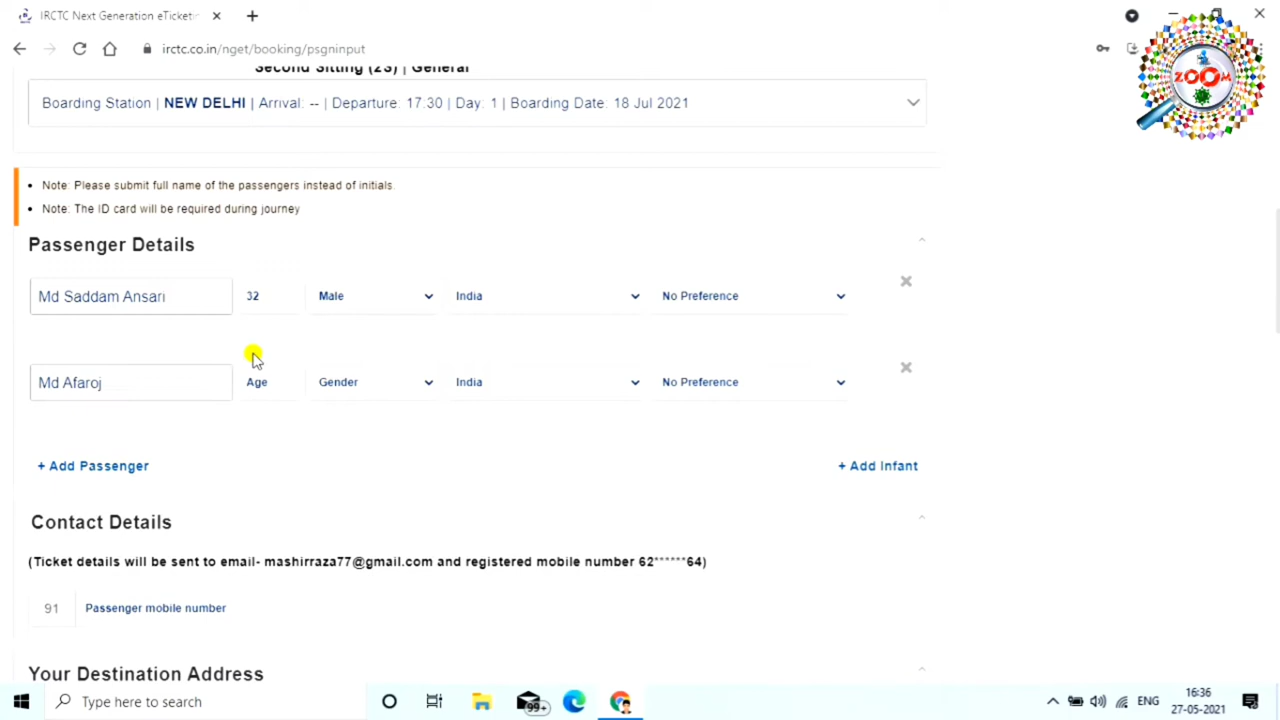 IRCTC Next Generation eTicket
irctc.co.in/nget/booking/psgninput
ZOOM
Second Sitting (2S) | General
Boarding Station | NEW DELHI | Arrival: -- | Departure: 17.30 | Day: 1 | Boarding Date: 18 Jul 2021
Note: Please submit full name of the passengers instead of initials.
Note: The ID card will be required during journey
Passenger Details
Md Saddam Ansari 32 Male India No Preference
Md Afaroj Age Gender India No Preference
+ Add Passenger + Add Infant
Contact Details
(Ticket details will be sent to email- mashirraza77@gmail.com and registered mobile number 62******64)
91 Passenger mobile number
Your Destination Address
Type here to search 99+ ENG 16:36
27-05-2021